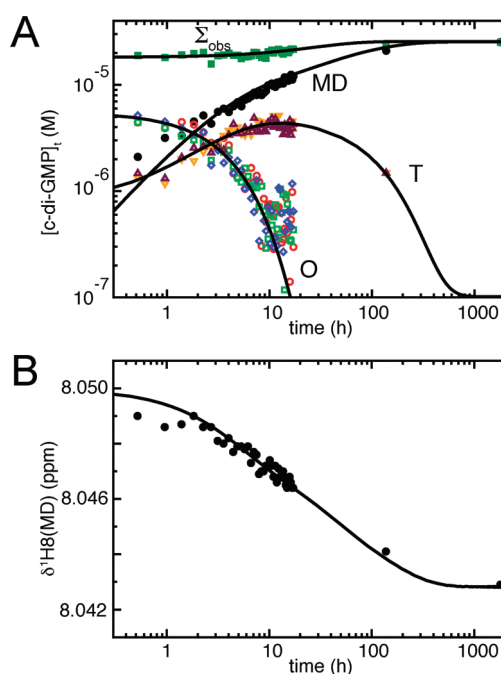 A
Σobs
MD
T
O
[c-di-GMP]t (M)
10-5
10-6
10-7
1
10
100
1000
time (h)
B
δ1H8(MD) (ppm)
8.050
8.046
8.042
1
10
100
1000
time (h)